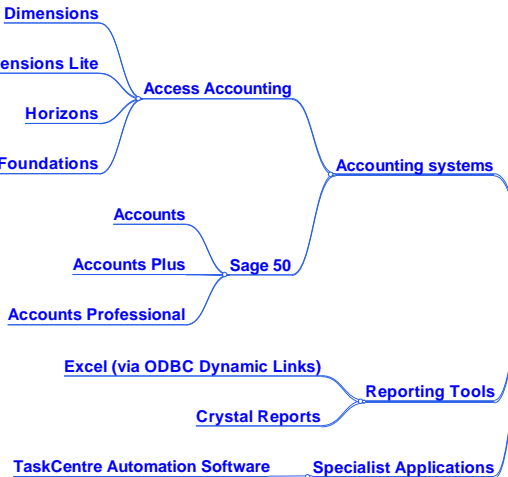 Dimensions
ensions Lite
Access Accounting
Horizons
Foundations
Accounting systems
Accounts
Accounts Plus
Sage 50
Accounts Professional
Excel (via ODBC Dynamic Links)
Reporting Tools
Crystal Reports
TaskCentre Automation Software
Specialist Applications